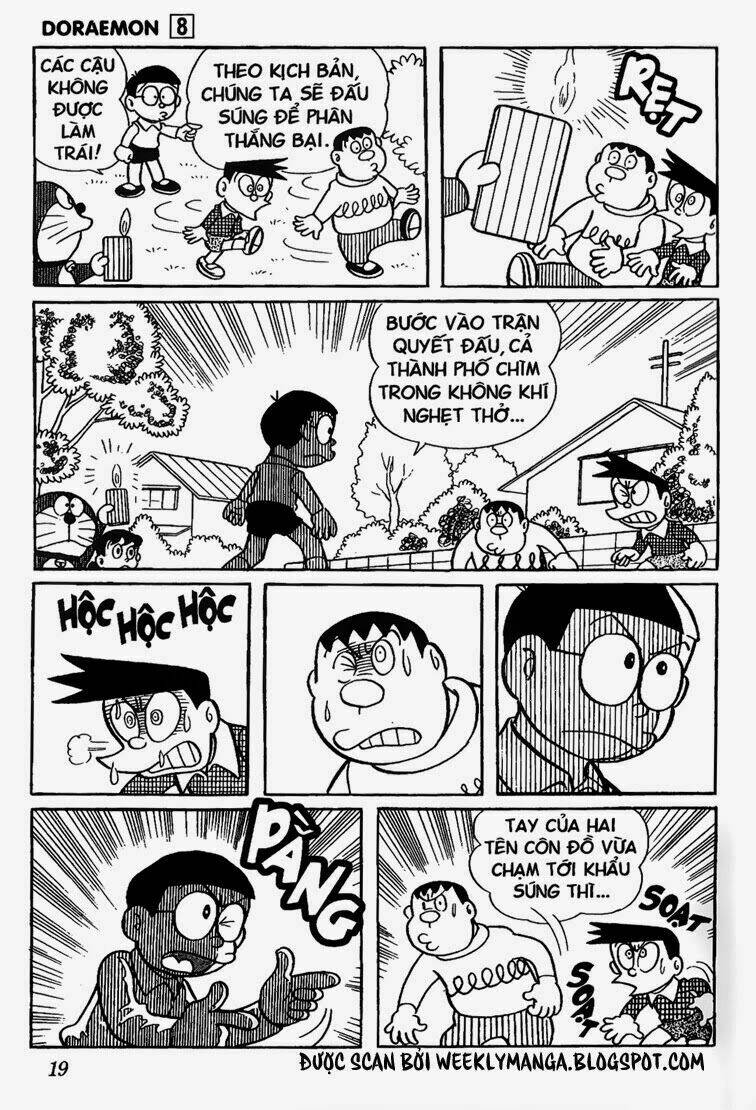 DORAEMON 8
CÁC CẬU
KHÔNG
ĐƯỢC
LÀM
TRÁI!
THEO KỊCH BẢN,
CHÚNG TA SẼ ĐẤU
SÚNG ĐỂ PHÂN
THẮNG BẠI.
RẸT
BƯỚC VÀO TRẬN
QUYẾT ĐẤU, CẢ
THÀNH PHỐ CHÌM
TRONG KHÔNG KHÍ
NGHẸT THỞ...
HỘC HỘC HỘC
PẰNG
TAY CỦA HAI
TÊN CÔN ĐỒ VỪA
CHẠM TỚI KHẨU
SÚNG THÌ...
SOẠT
SOẠT
19
ĐƯỢC SCAN BỞI WEEKLYMANGA.BLOGSPOT.COM